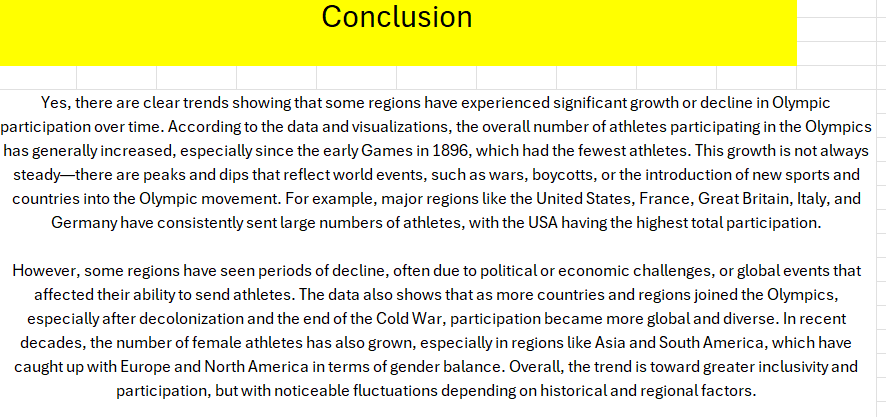 Conclusion
Yes, there are clear trends showing that some regions have experienced significant growth or decline in Olympic
participation over time. According to the data and visualizations, the overall number of athletes participating in the Olympics
has generally increased, especially since the early Games in 1896, which had the fewest athletes. This growth is not always
steady—there are peaks and dips that reflect world events, such as wars, boycotts, or the introduction of new sports and
countries into the Olympic movement. For example, major regions like the United States, France, Great Britain, Italy, and
Germany have consistently sent large numbers of athletes, with the USA having the highest total participation.
However, some regions have seen periods of decline, often due to political or economic challenges, or global events that
affected their ability to send athletes. The data also shows that as more countries and regions joined the Olympics,
especially after decolonization and the end of the Cold War, participation became more global and diverse. In recent
decades, the number of female athletes has also grown, especially in regions like Asia and South America, which have
caught up with Europe and North America in terms of gender balance. Overall, the trend is toward greater inclusivity and
participation, but with noticeable fluctuations depending on historical and regional factors.